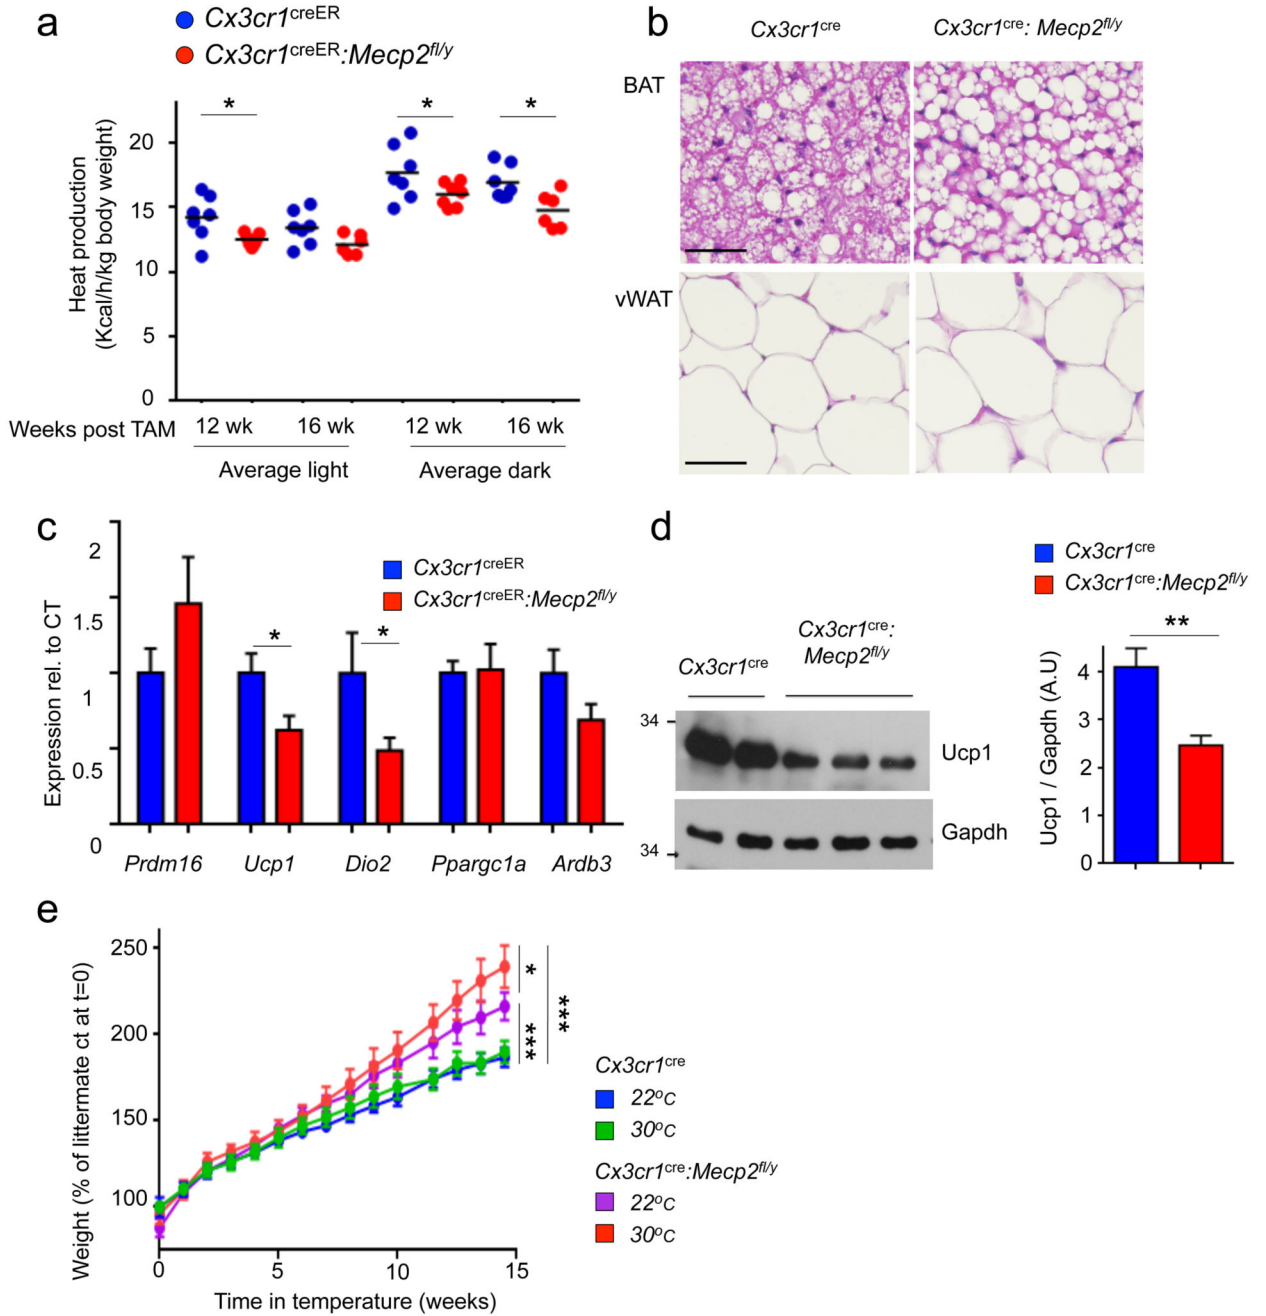 a
Cx3cr1creER
Cx3cr1creER:Mecp2fl/y
Heat production
(Kcal/h/kg body weight)
20
15
10
5
0
*
*
*
Weeks post TAM
12 wk
16 wk
12 wk
16 wk
Average light
Average dark
b
Cx3cr1cre
Cx3cr1cre: Mecp2fl/y
BAT
vWAT
c
Expression rel. to CT
2
1.5
1
0.5
0
Cx3cr1creER
Cx3cr1creER:Mecp2fl/y
*
*
Prdm16
Ucp1
Dio2
Ppargc1a
Ardb3
d
Cx3cr1cre
Cx3cr1cre:
Mecp2fl/y
34
Ucp1
34
Gapdh
Cx3cr1cre
Cx3cr1cre:Mecp2fl/y
Ucp1 / Gapdh (A.U)
**
4
3
2
1
0
e
Weight (% of littermate ct at t=0)
250
200
150
100
0
5
10
15
Time in temperature (weeks)
*
***
***
Cx3cr1cre
22ºC
30ºC
Cx3cr1cre:Mecp2fl/y
22ºC
30ºC